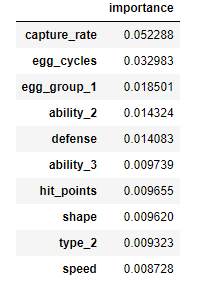 importance
capture_rate 0.052288
egg_cycles 0.032983
egg_group_1 0.018501
ability_2 0.014324
defense 0.014083
ability_3 0.009739
hit_points 0.009655
shape 0.009620
type_2 0.009323
speed 0.008728